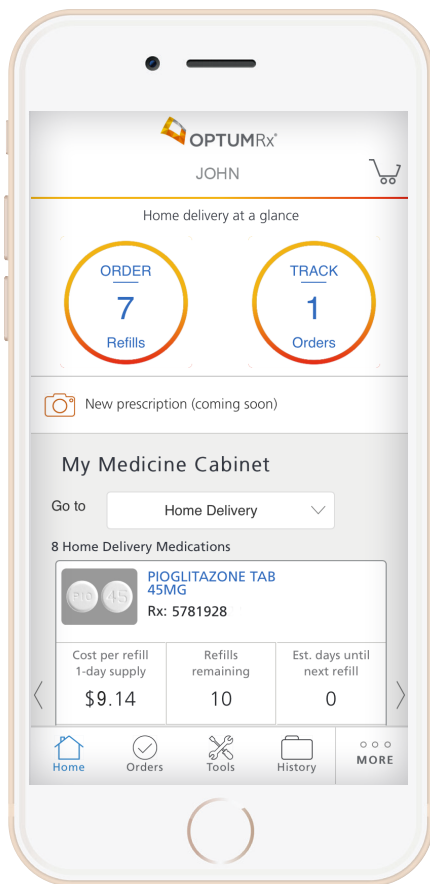 OPTUMRx®
JOHN
Home delivery at a glance
ORDER
7
Refills
TRACK
1
Orders
New prescription (coming soon)
My Medicine Cabinet
Go to
Home Delivery
8 Home Delivery Medications
PIO 45
PIOGLITAZONE TAB
45MG
Rx: 5781928
Cost per refill
1-day supply
$9.14
Refills
remaining
10
Est. days until
next refill
0
Home
Orders
Tools
History
MORE